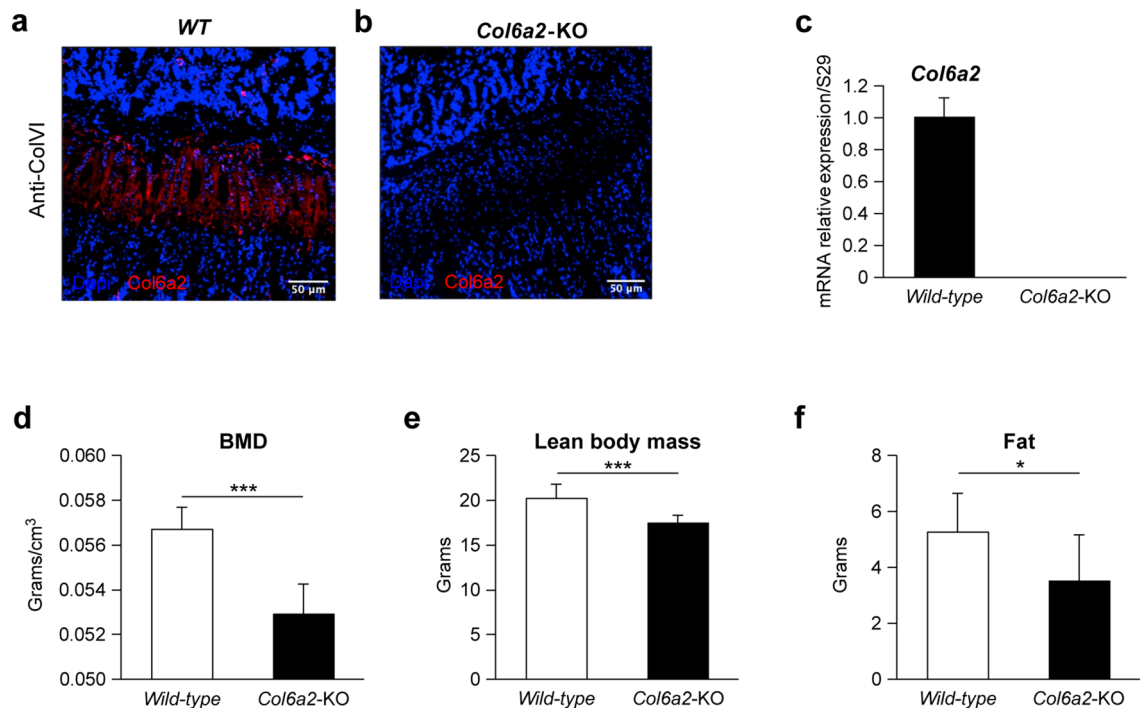 a
WT
Anti-ColVI
Dapi Col6a2
50 µm
b
Col6a2-KO
Dapi Col6a2
50 µm
c
Col6a2
mRNA relative expression/S29
1.2
1.0
0.8
0.6
0.4
0.2
0
Wild-type Col6a2-KO
d
BMD
Grams/cm³
0.060
0.058
0.056
0.054
0.052
0.050
***
Wild-type Col6a2-KO
e
Lean body mass
Grams
25
20
15
10
5
0
***
Wild-type Col6a2-KO
f
Fat
Grams
8
6
4
2
0
*
Wild-type Col6a2-KO